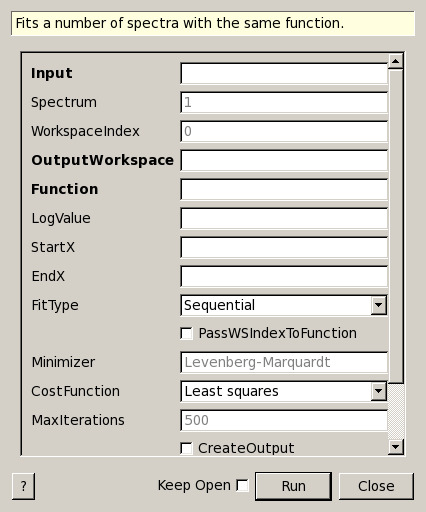 Fits a number of spectra with the same function.
Input
Spectrum 1
WorkspaceIndex 0
OutputWorkspace
Function
LogValue
StartX
EndX
FitType Sequential
PassWSIndexToFunction
Minimizer Levenberg-Marquardt
CostFunction Least squares
MaxIterations 500
CreateOutput
? Keep Open Run Close